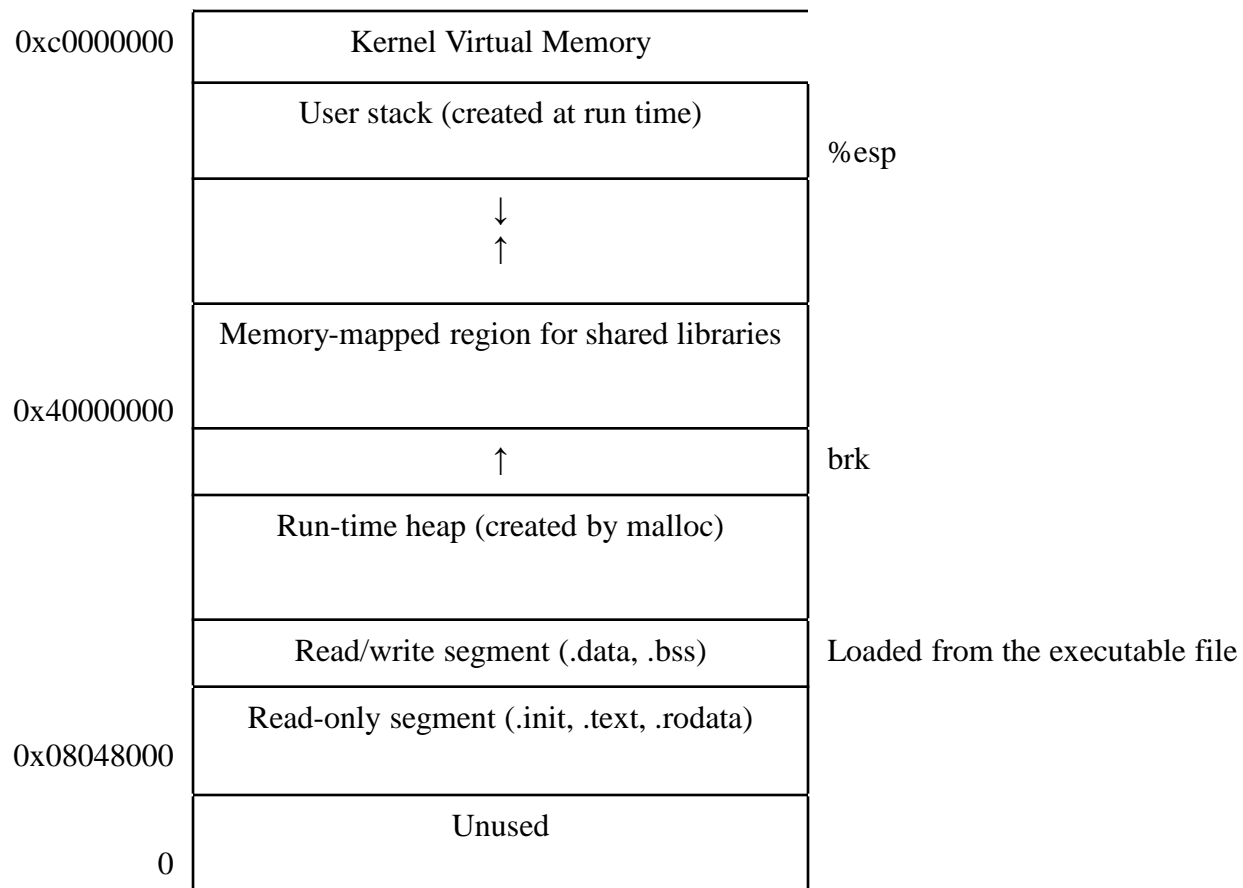 0xc0000000 Kernel Virtual Memory
User stack (created at run time)
%esp
↓
↑
Memory-mapped region for shared libraries
0x40000000
↑ brk
Run-time heap (created by malloc)
Read/write segment (.data, .bss) Loaded from the executable file
Read-only segment (.init, .text, .rodata)
0x08048000
Unused
0